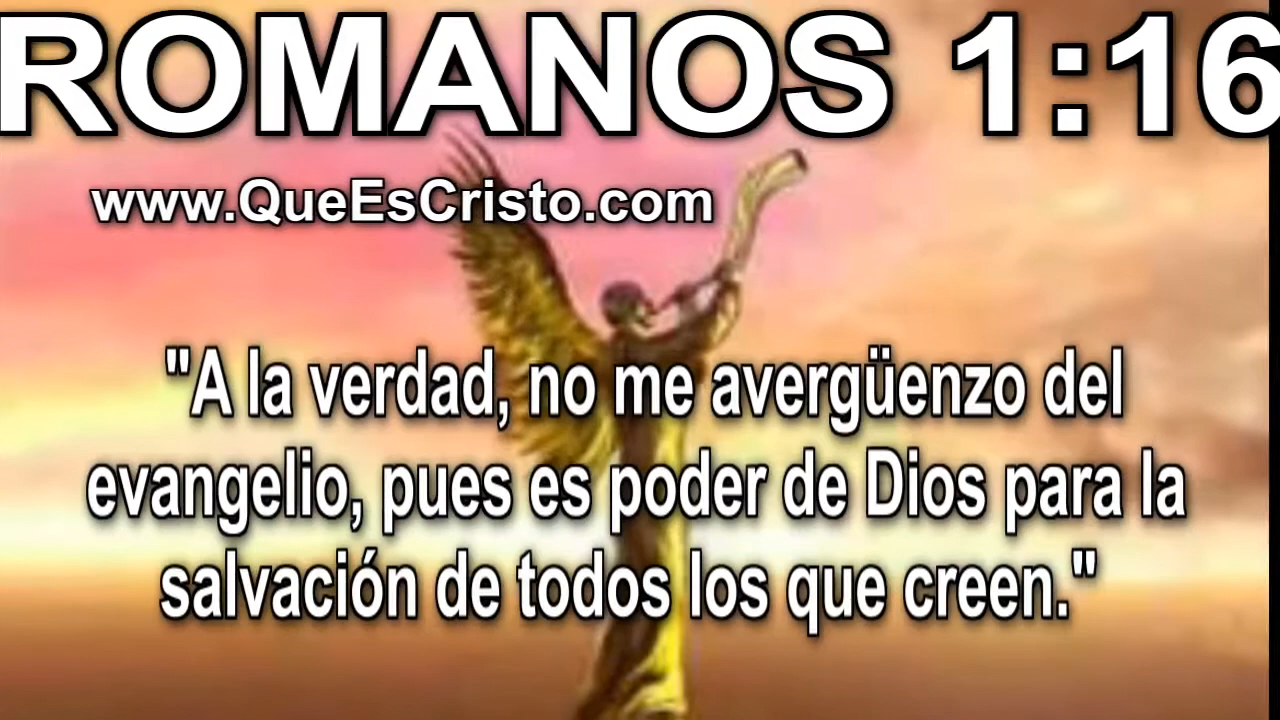 ROMANOS 1:16
www.QueEsCristo.com
"A la verdad, no me avergüenzo del
evangelio, pues es poder de Dios para la
salvación de todos los que creen."